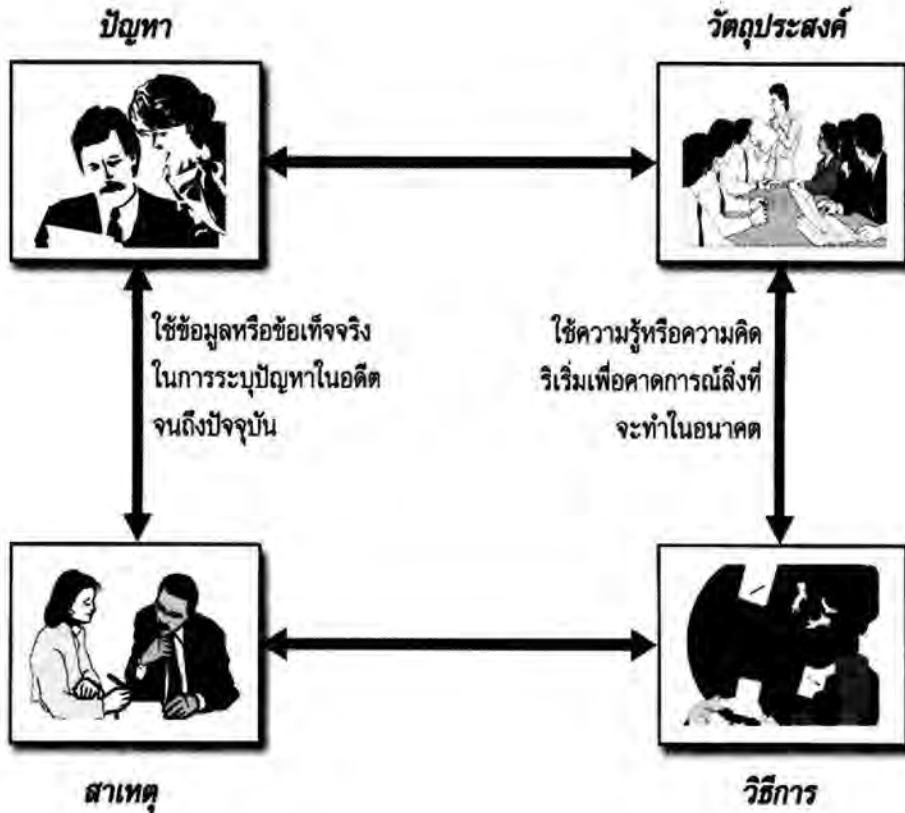 ปัญหา
วัตถุประสงค์
ใช้ข้อมูลหรือข้อเท็จจริง
ในการระบุปัญหาในอดีต
จนถึงปัจจุบัน
ใช้ความรู้หรือความคิด
ริเริ่มเพื่อคาดการณ์สิ่งที่
จะทำในอนาคต
สาเหตุ
วิธีการ